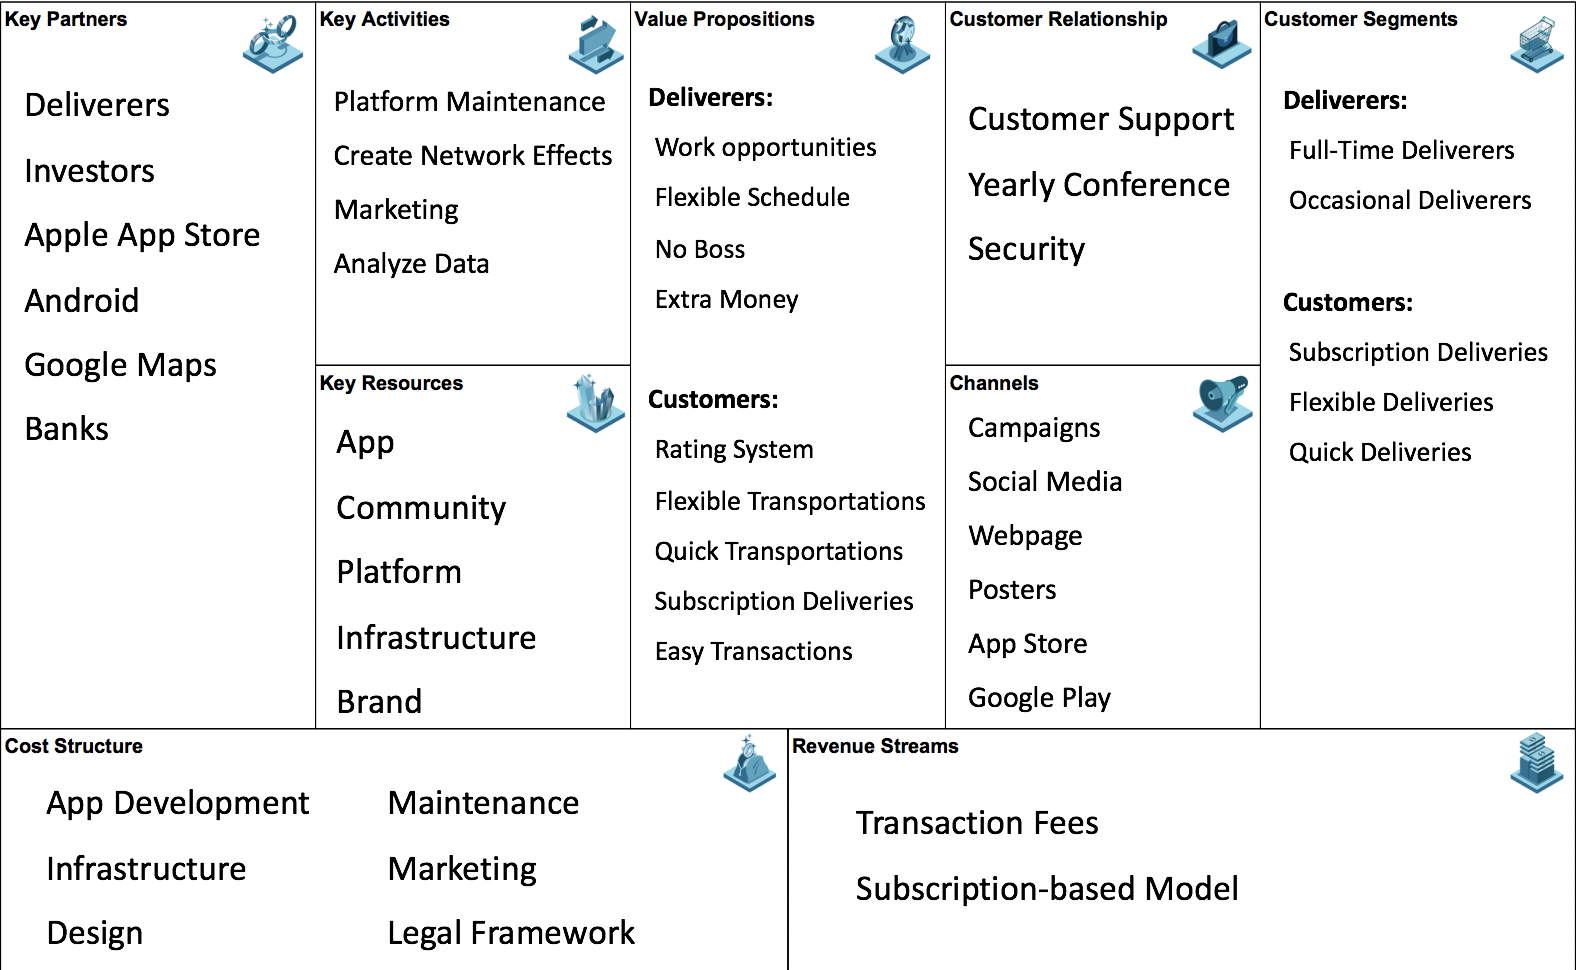 Key Partners
Deliverers
Investors
Apple App Store
Android
Google Maps
Banks
Key Activities
Platform Maintenance
Create Network Effects
Marketing
Analyze Data
Key Resources
App
Community
Platform
Infrastructure
Brand
Value Propositions
Deliverers:
Work opportunities
Flexible Schedule
No Boss
Extra Money
Customers:
Rating System
Flexible Transportations
Quick Transportations
Subscription Deliveries
Easy Transactions
Customer Relationship
Customer Support
Yearly Conference
Security
Channels
Campaigns
Social Media
Webpage
Posters
App Store
Google Play
Customer Segments
Deliverers:
Full-Time Deliverers
Occasional Deliverers
Customers:
Subscription Deliveries
Flexible Deliveries
Quick Deliveries
Cost Structure
App Development
Infrastructure
Design
Maintenance
Marketing
Legal Framework
Revenue Streams
Transaction Fees
Subscription-based Model